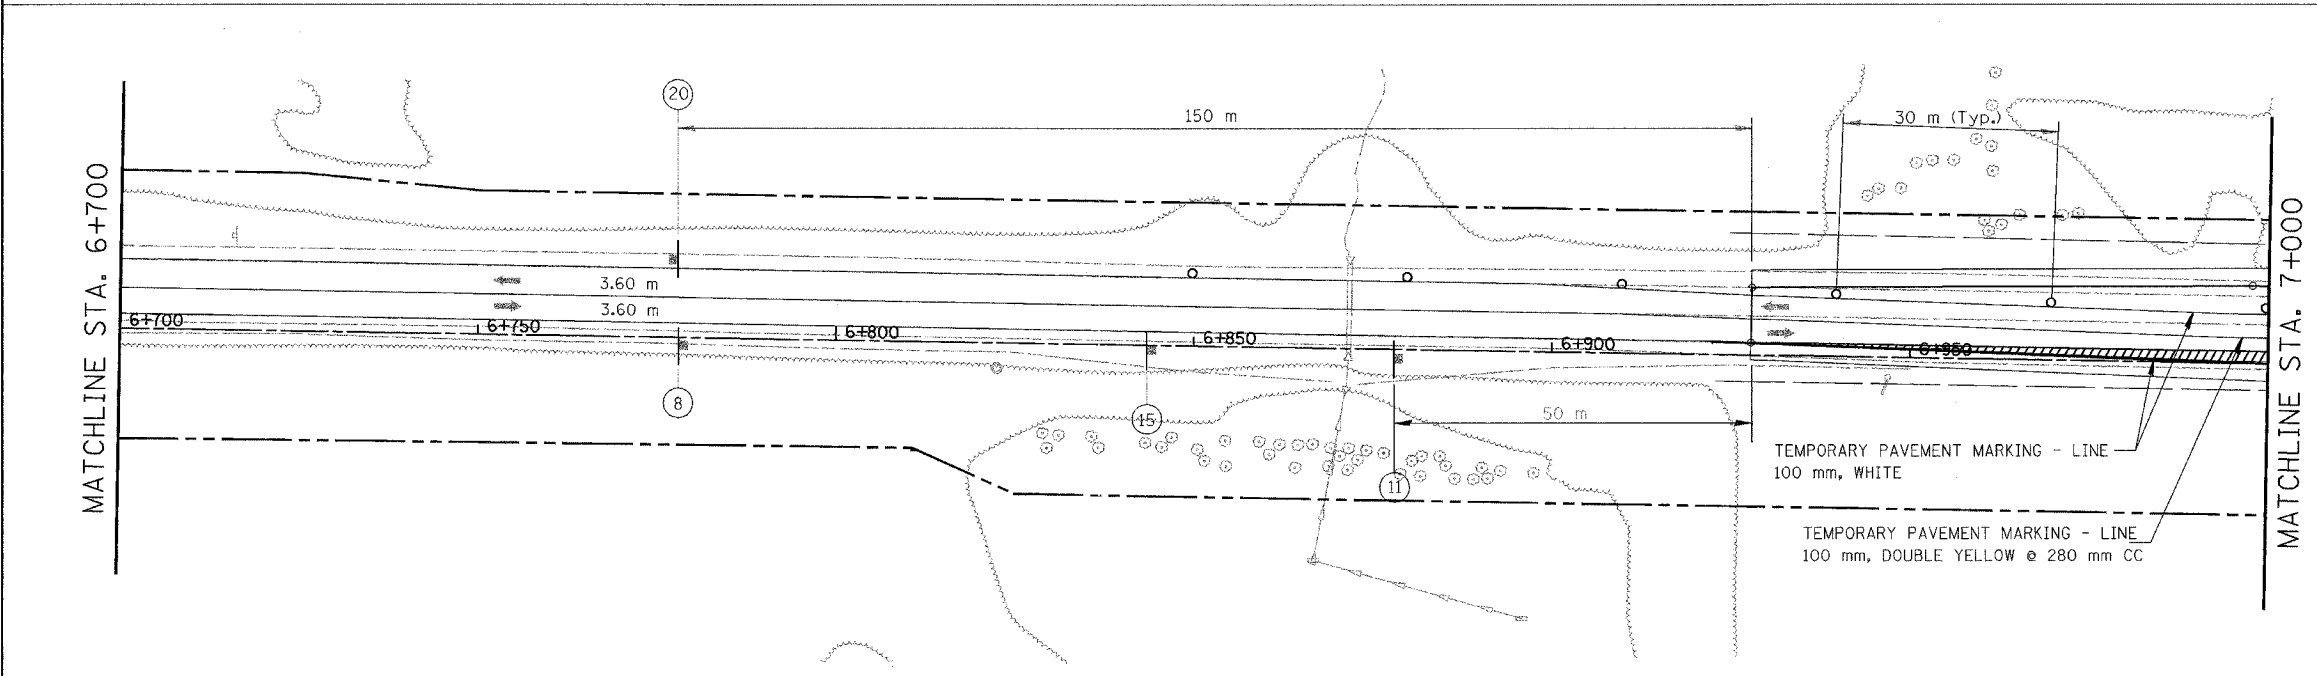 20
150 m
30 m (Typ.)
MATCHLINE STA. 6+700
MATCHLINE STA. 7+000
3.60 m
3.60 m
6+700
6+750
6+800
6+850
6+900
6+950
8
15
11
50 m
TEMPORARY PAVEMENT MARKING - LINE
100 mm, WHITE
TEMPORARY PAVEMENT MARKING - LINE
100 mm, DOUBLE YELLOW @ 280 mm CC